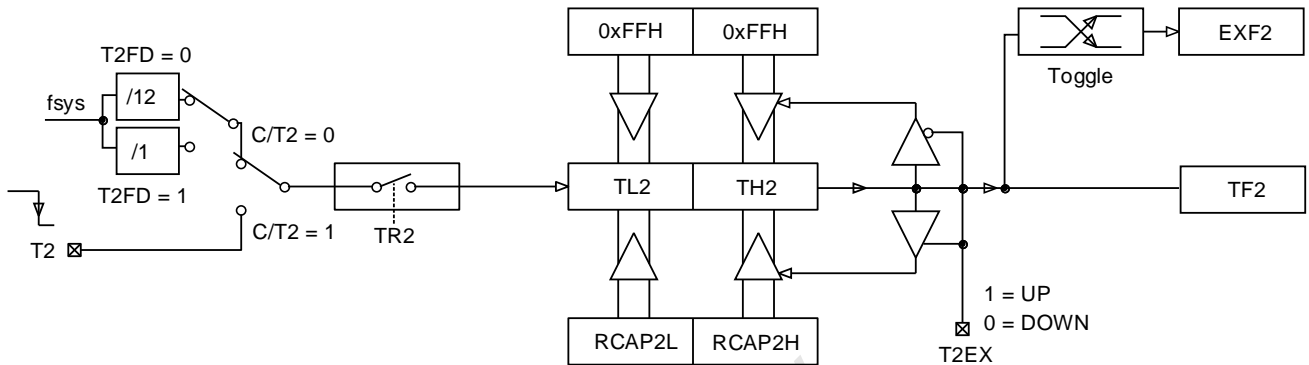 0xFFH 0xFFH
EXF2
T2FD = 0
Toggle
fsys
/12
C/T2 = 0
/1
TL2 TH2
TF2
T2FD = 1
T2
C/T2 = 1
TR2
1 = UP
0 = DOWN
RCAP2L RCAP2H
T2EX